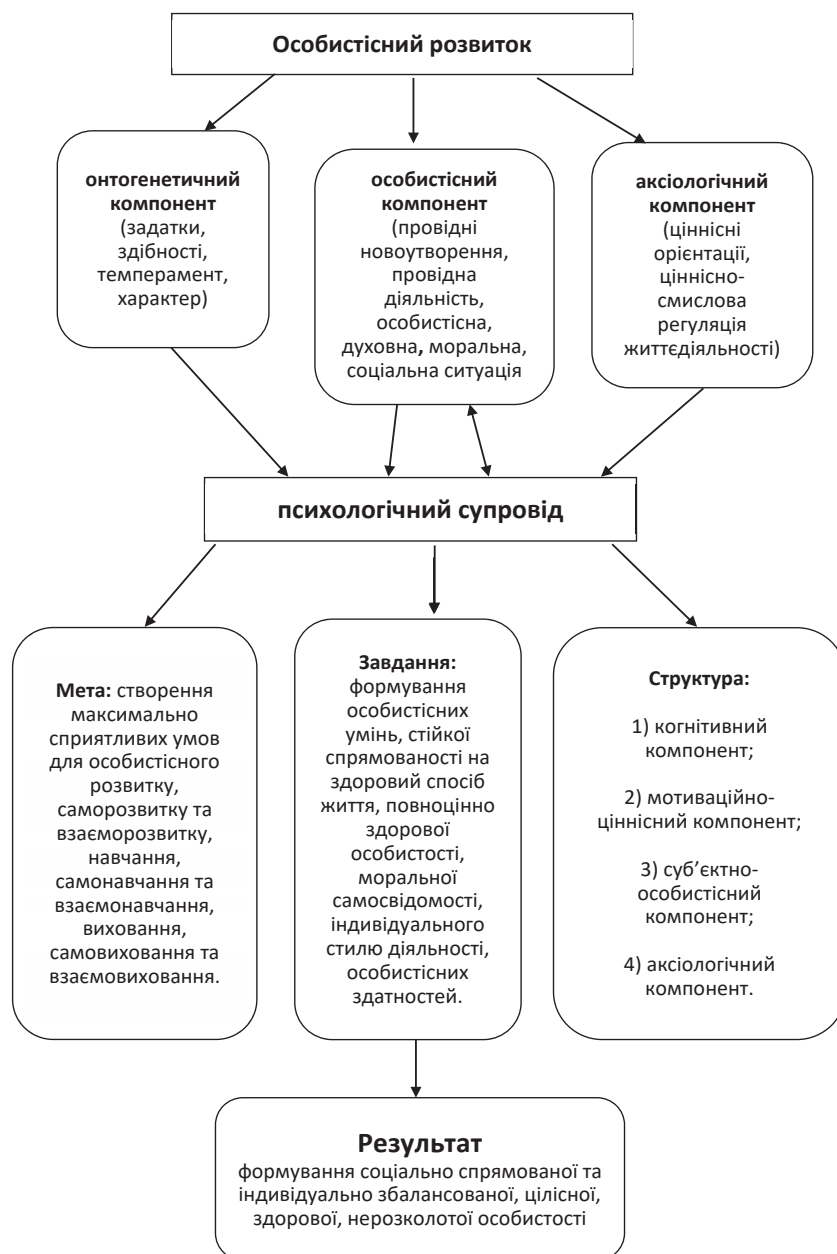 Особистісний розвиток
онтогенетичний
компонент
(задатки,
здібності,
темперамент,
характер)
особистісний
компонент
(провідні
новоутворення,
провідна
діяльність,
особистісна,
духовна, моральна,
соціальна ситуація
аксіологічний
компонент
(ціннісні
орієнтації,
ціннісно-
смислова
регуляція
життєдіяльності)
психологічний супровід
Мета: створення
максимально
сприятливих умов
для особистісного
розвитку,
саморозвитку та
взаєморозвитку,
навчання,
самонавчання та
взаємонавчання,
виховання,
самовиховання та
взаємовиховання.
Завдання:
формування
особистісних
умінь, стійкої
спрямованості на
здоровий спосіб
життя, повноцінно
здорової
особистості,
моральної
самосвідомості,
індивідуального
стилю діяльності,
особистісних
здатностей.
Структура:
1) когнітивний
компонент;
2) мотиваційно-
ціннісний компонент;
3) суб’єктно-
особистісний
компонент;
4) аксіологічний
компонент.
Результат
формування соціально спрямованої та
індивідуально збалансованої, цілісної,
здорової, нерозколотої особистості